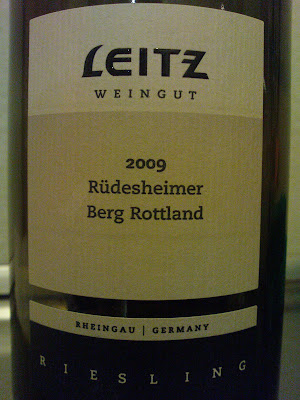 LEITZ
WEINGUT
2009
Rüdesheimer
Berg Rottland
RHEINGAU | GERMANY
RIESLING